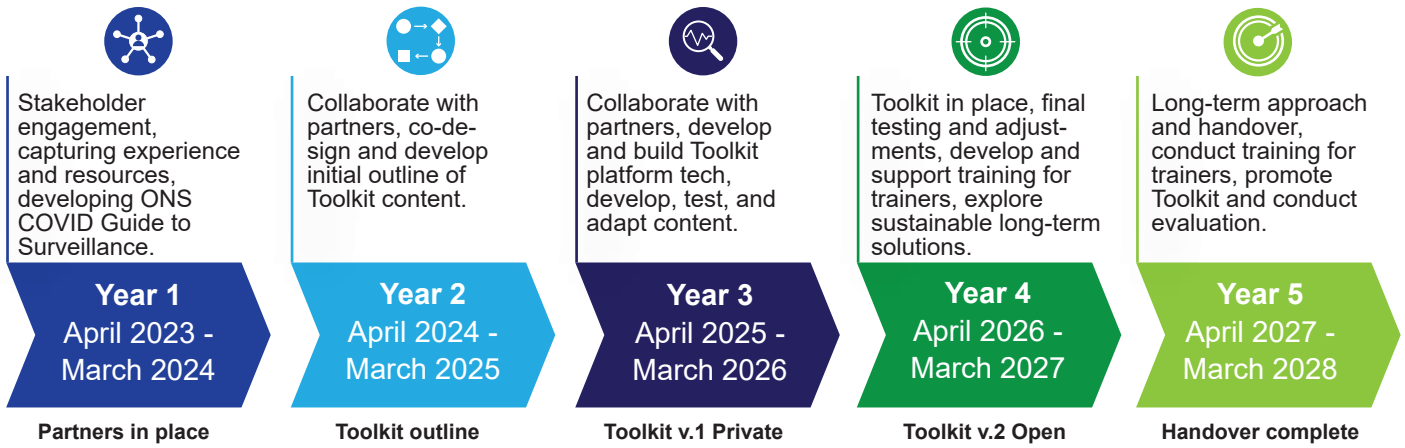 Stakeholder
engagement,
capturing experience
and resources,
developing ONS
COVID Guide to
Surveillance.
Year 1
April 2023 -
March 2024
Partners in place
Collaborate with
partners, co-de-
sign and develop
initial outline of
Toolkit content.
Year 2
April 2024 -
March 2025
Toolkit outline
Collaborate with
partners, develop
and build Toolkit
platform tech,
develop, test, and
adapt content.
Year 3
April 2025 -
March 2026
Toolkit v.1 Private
Toolkit in place, final
testing and adjust-
ments, develop and
support training for
trainers, explore
sustainable long-term
solutions.
Year 4
April 2026 -
March 2027
Toolkit v.2 Open
Long-term approach
and handover,
conduct training for
trainers, promote
Toolkit and conduct
evaluation.
Year 5
April 2027 -
March 2028
Handover complete